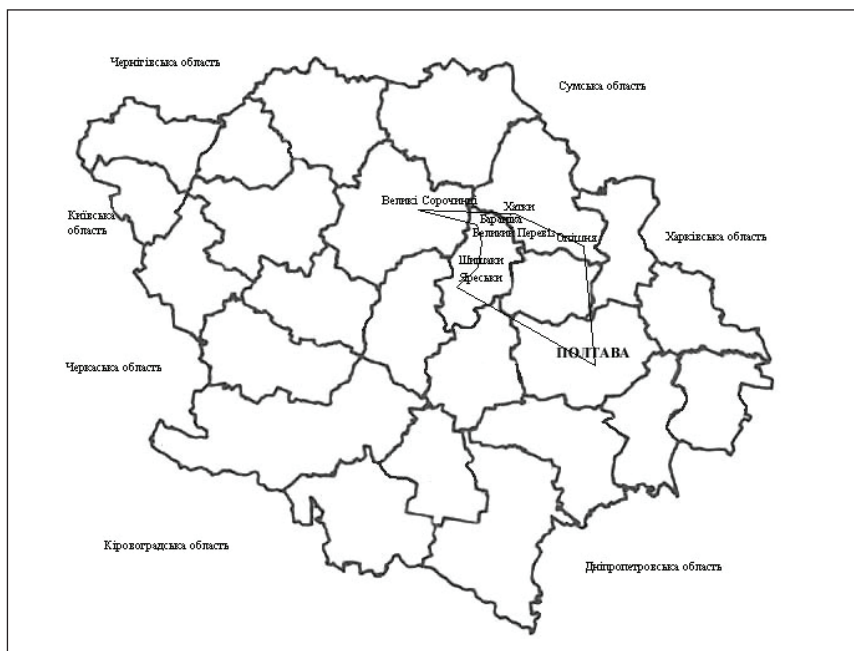 Чернігівська область
Сумська область
Великі Сорочинці
Хатки
Київська
область
Баранівка
Великий Перевіз
Опішня
Харківська область
Шишаки
Яреськи
ПОЛТАВА
Черкаська область
Кіровоградська область
Дніпропетровська область